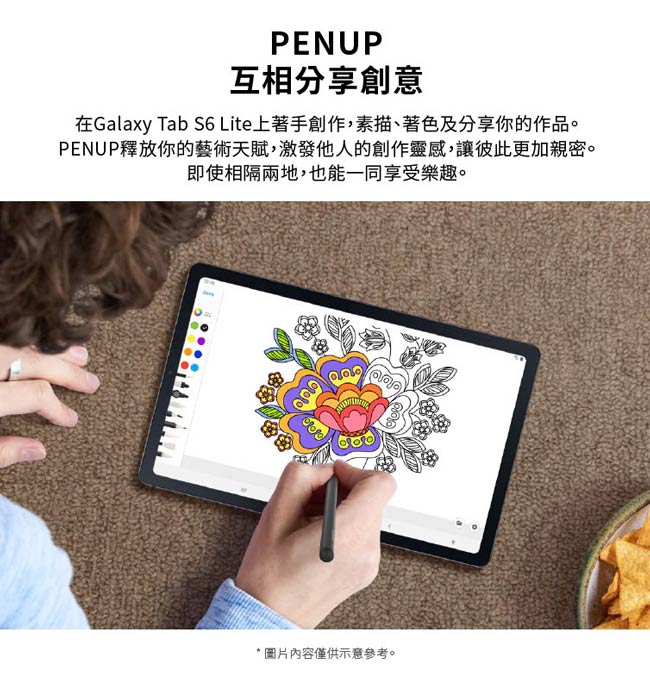 PENUP
互相分享創意
在Galaxy Tab S6 Lite上著手創作,素描、著色及分享你的作品。
PENUP釋放你的藝術天賦,激發他人的創作靈感,讓彼此更加親密。
即使相隔兩地,也能一同享受樂趣。
* 圖片內容僅供示意參考。